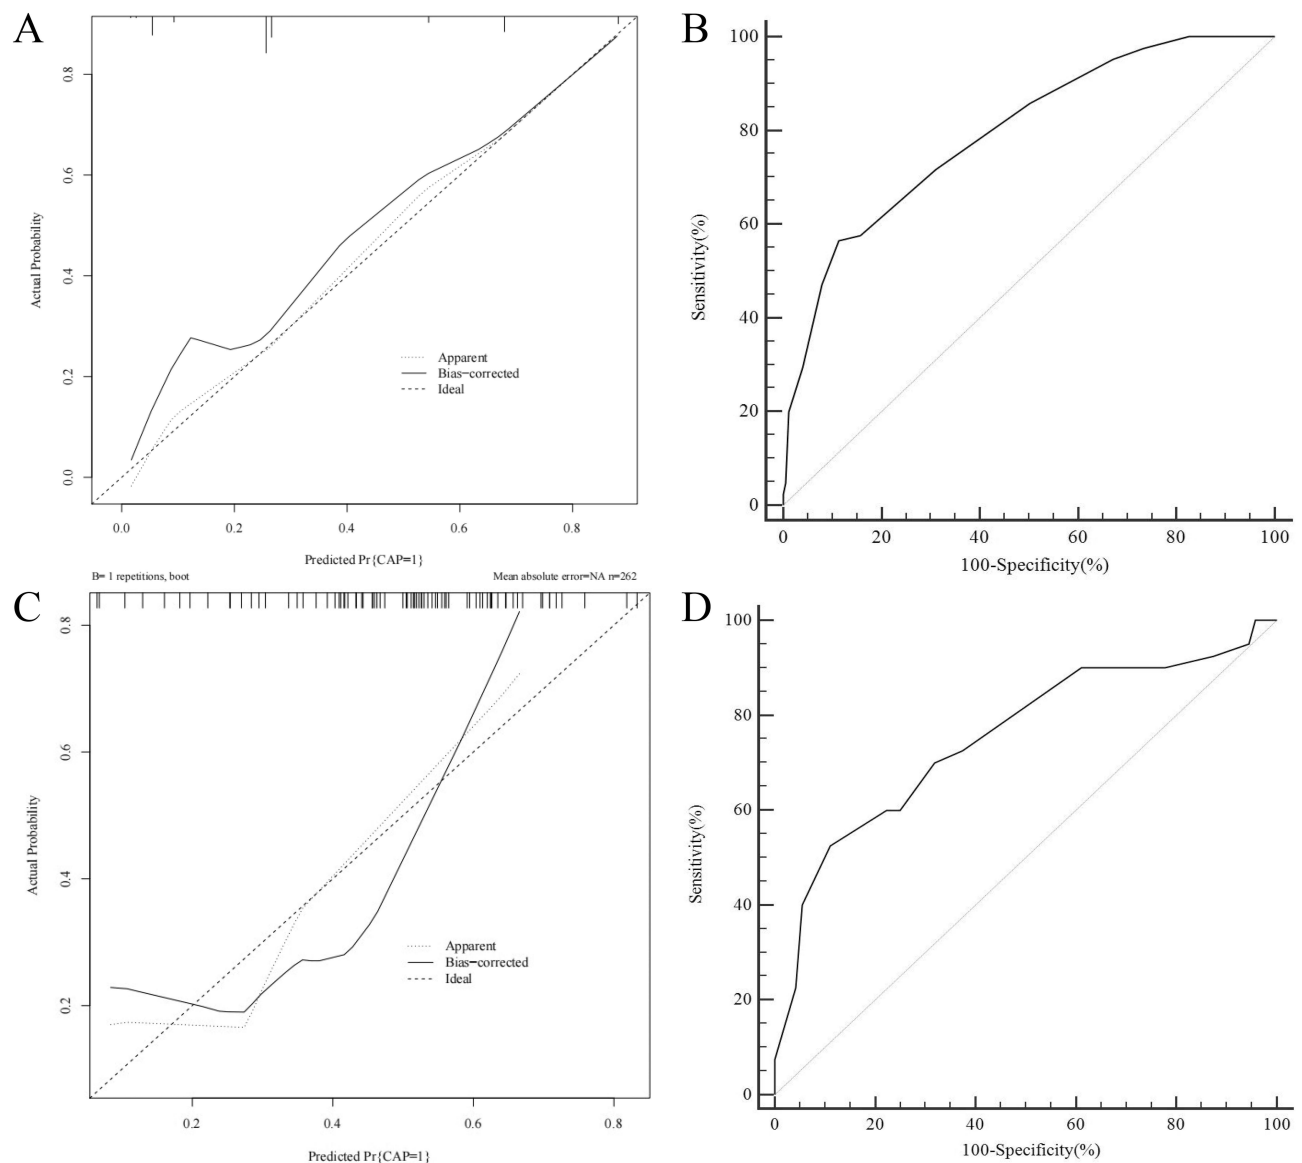 A
0.8
0.6
0.4
0.2
0.0
Actual Probability
Apparent
Bias-corrected
Ideal
0.0 0.2 0.4 0.6 0.8
Predicted Pr{CAP=1}
B= 1 repetitions, boot Mean absolute error=NA n=262
B
100
80
60
40
20
0
Sensitivity(%)
0 20 40 60 80 100
100-Specificity(%)
C
0.8
0.6
0.4
0.2
Actual Probability
Apparent
Bias-corrected
Ideal
0.2 0.4 0.6 0.8
Predicted Pr{CAP=1}
D
100
80
60
40
20
0
Sensitivity(%)
0 20 40 60 80 100
100-Specificity(%)